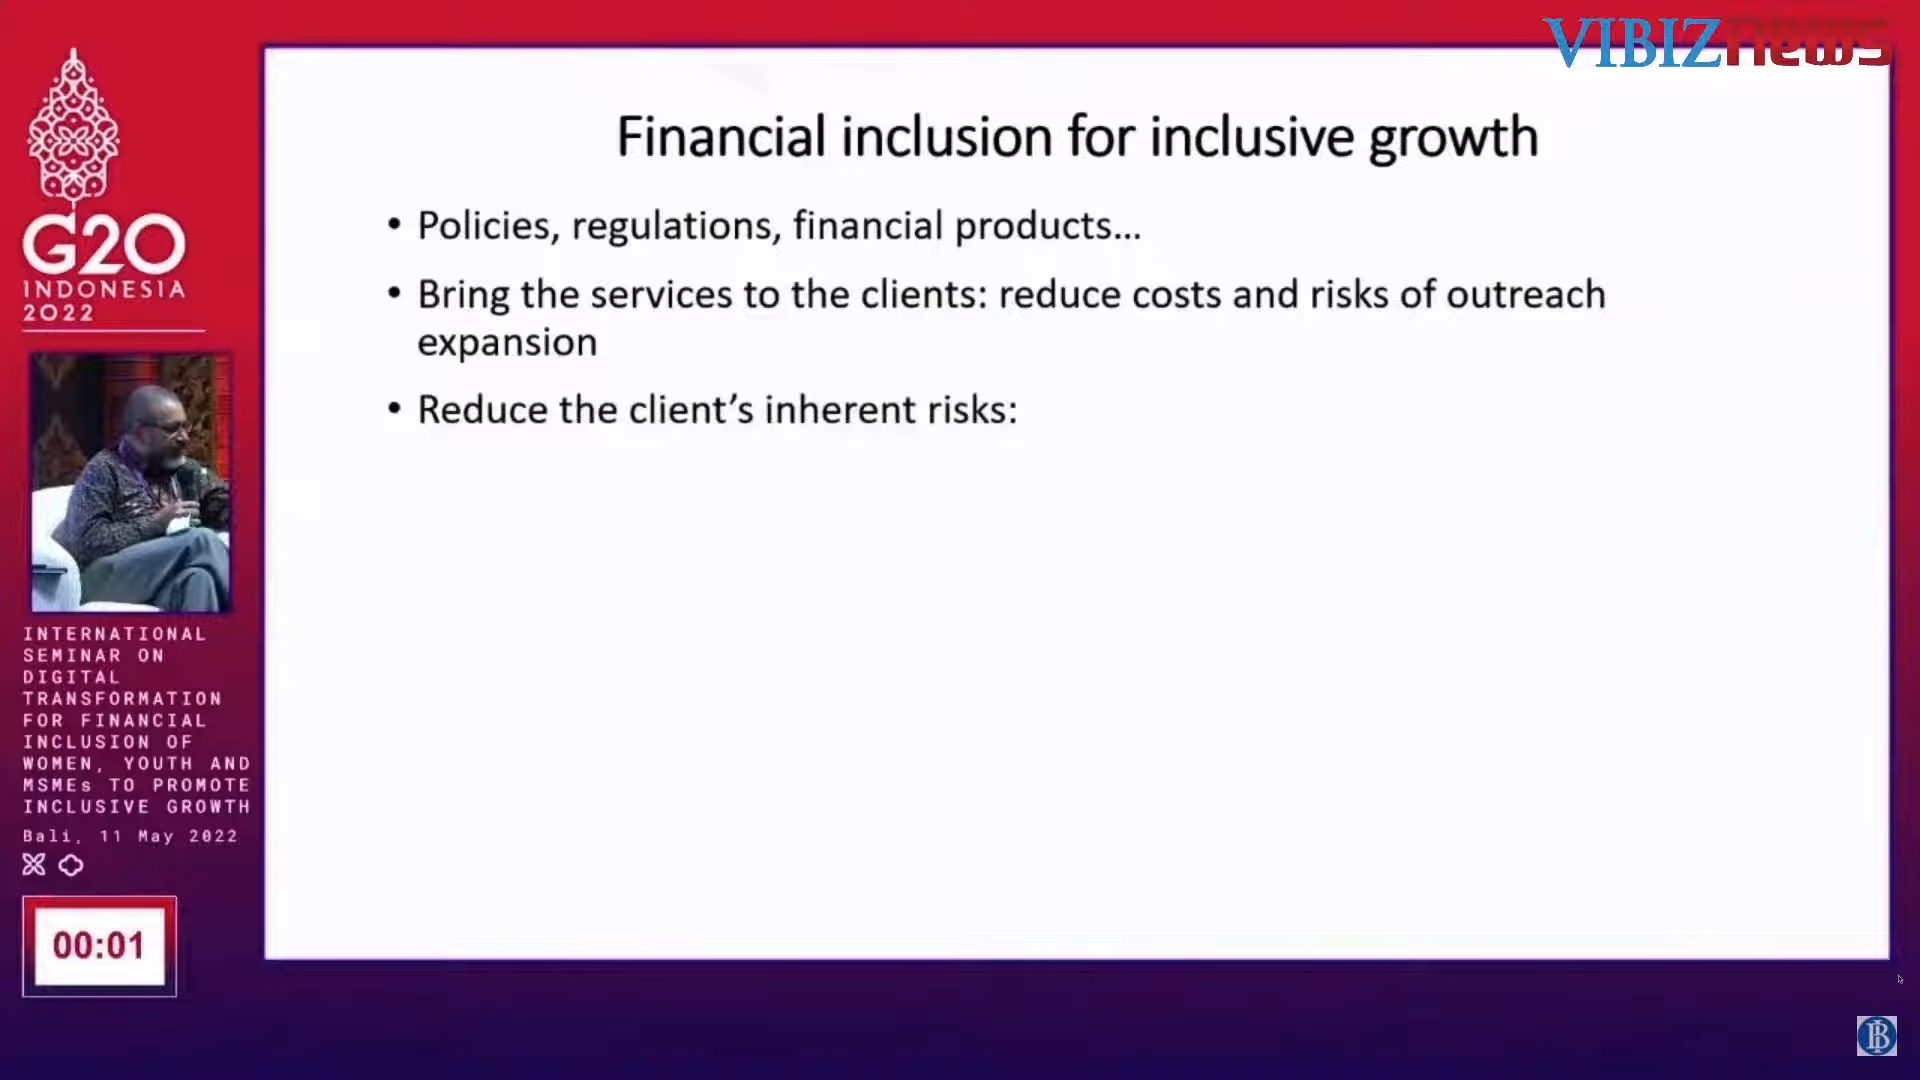 VIBIZnews
G20
INDONESIA
2022
Financial inclusion for inclusive growth
• Policies, regulations, financial products...
• Bring the services to the clients: reduce costs and risks of outreach
expansion
• Reduce the client’s inherent risks:
INTERNATIONAL
SEMINAR ON
DIGITAL
TRANSFORMATION
FOR FINANCIAL
INCLUSION OF
WOMEN, YOUTH AND
MSMEs TO PROMOTE
INCLUSIVE GROWTH
Bali, 11 May 2022
00:01